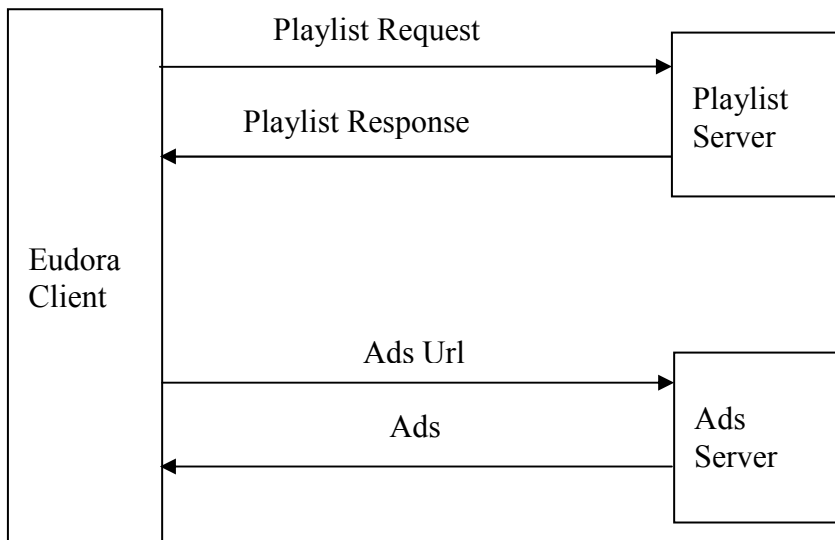 Playlist Request
Playlist
Server
Playlist Response
Eudora
Client
Ads Url
Ads
Server
Ads